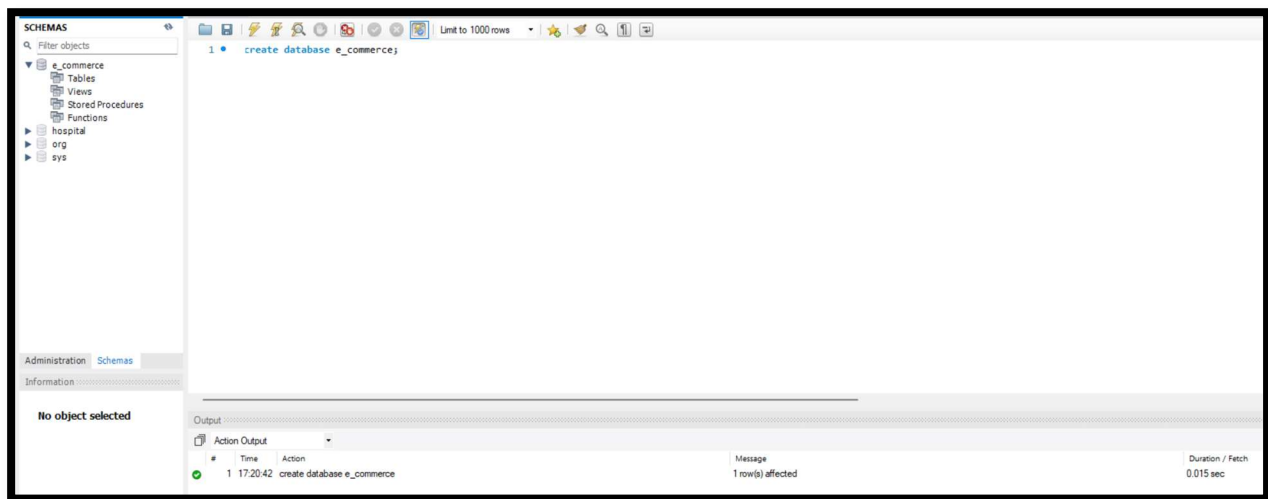 SCHEMAS
Filter objects
e_commerce
Tables
Views
Stored Procedures
Functions
hospital
org
sys
Administration Schemas
Information
No object selected
Limit to 1000 rows
1 create database e_commerce;
Output
Action Output
# Time Action Message Duration / Fetch
1 17:20:42 create database e_commerce 1 row(s) affected 0.015 sec